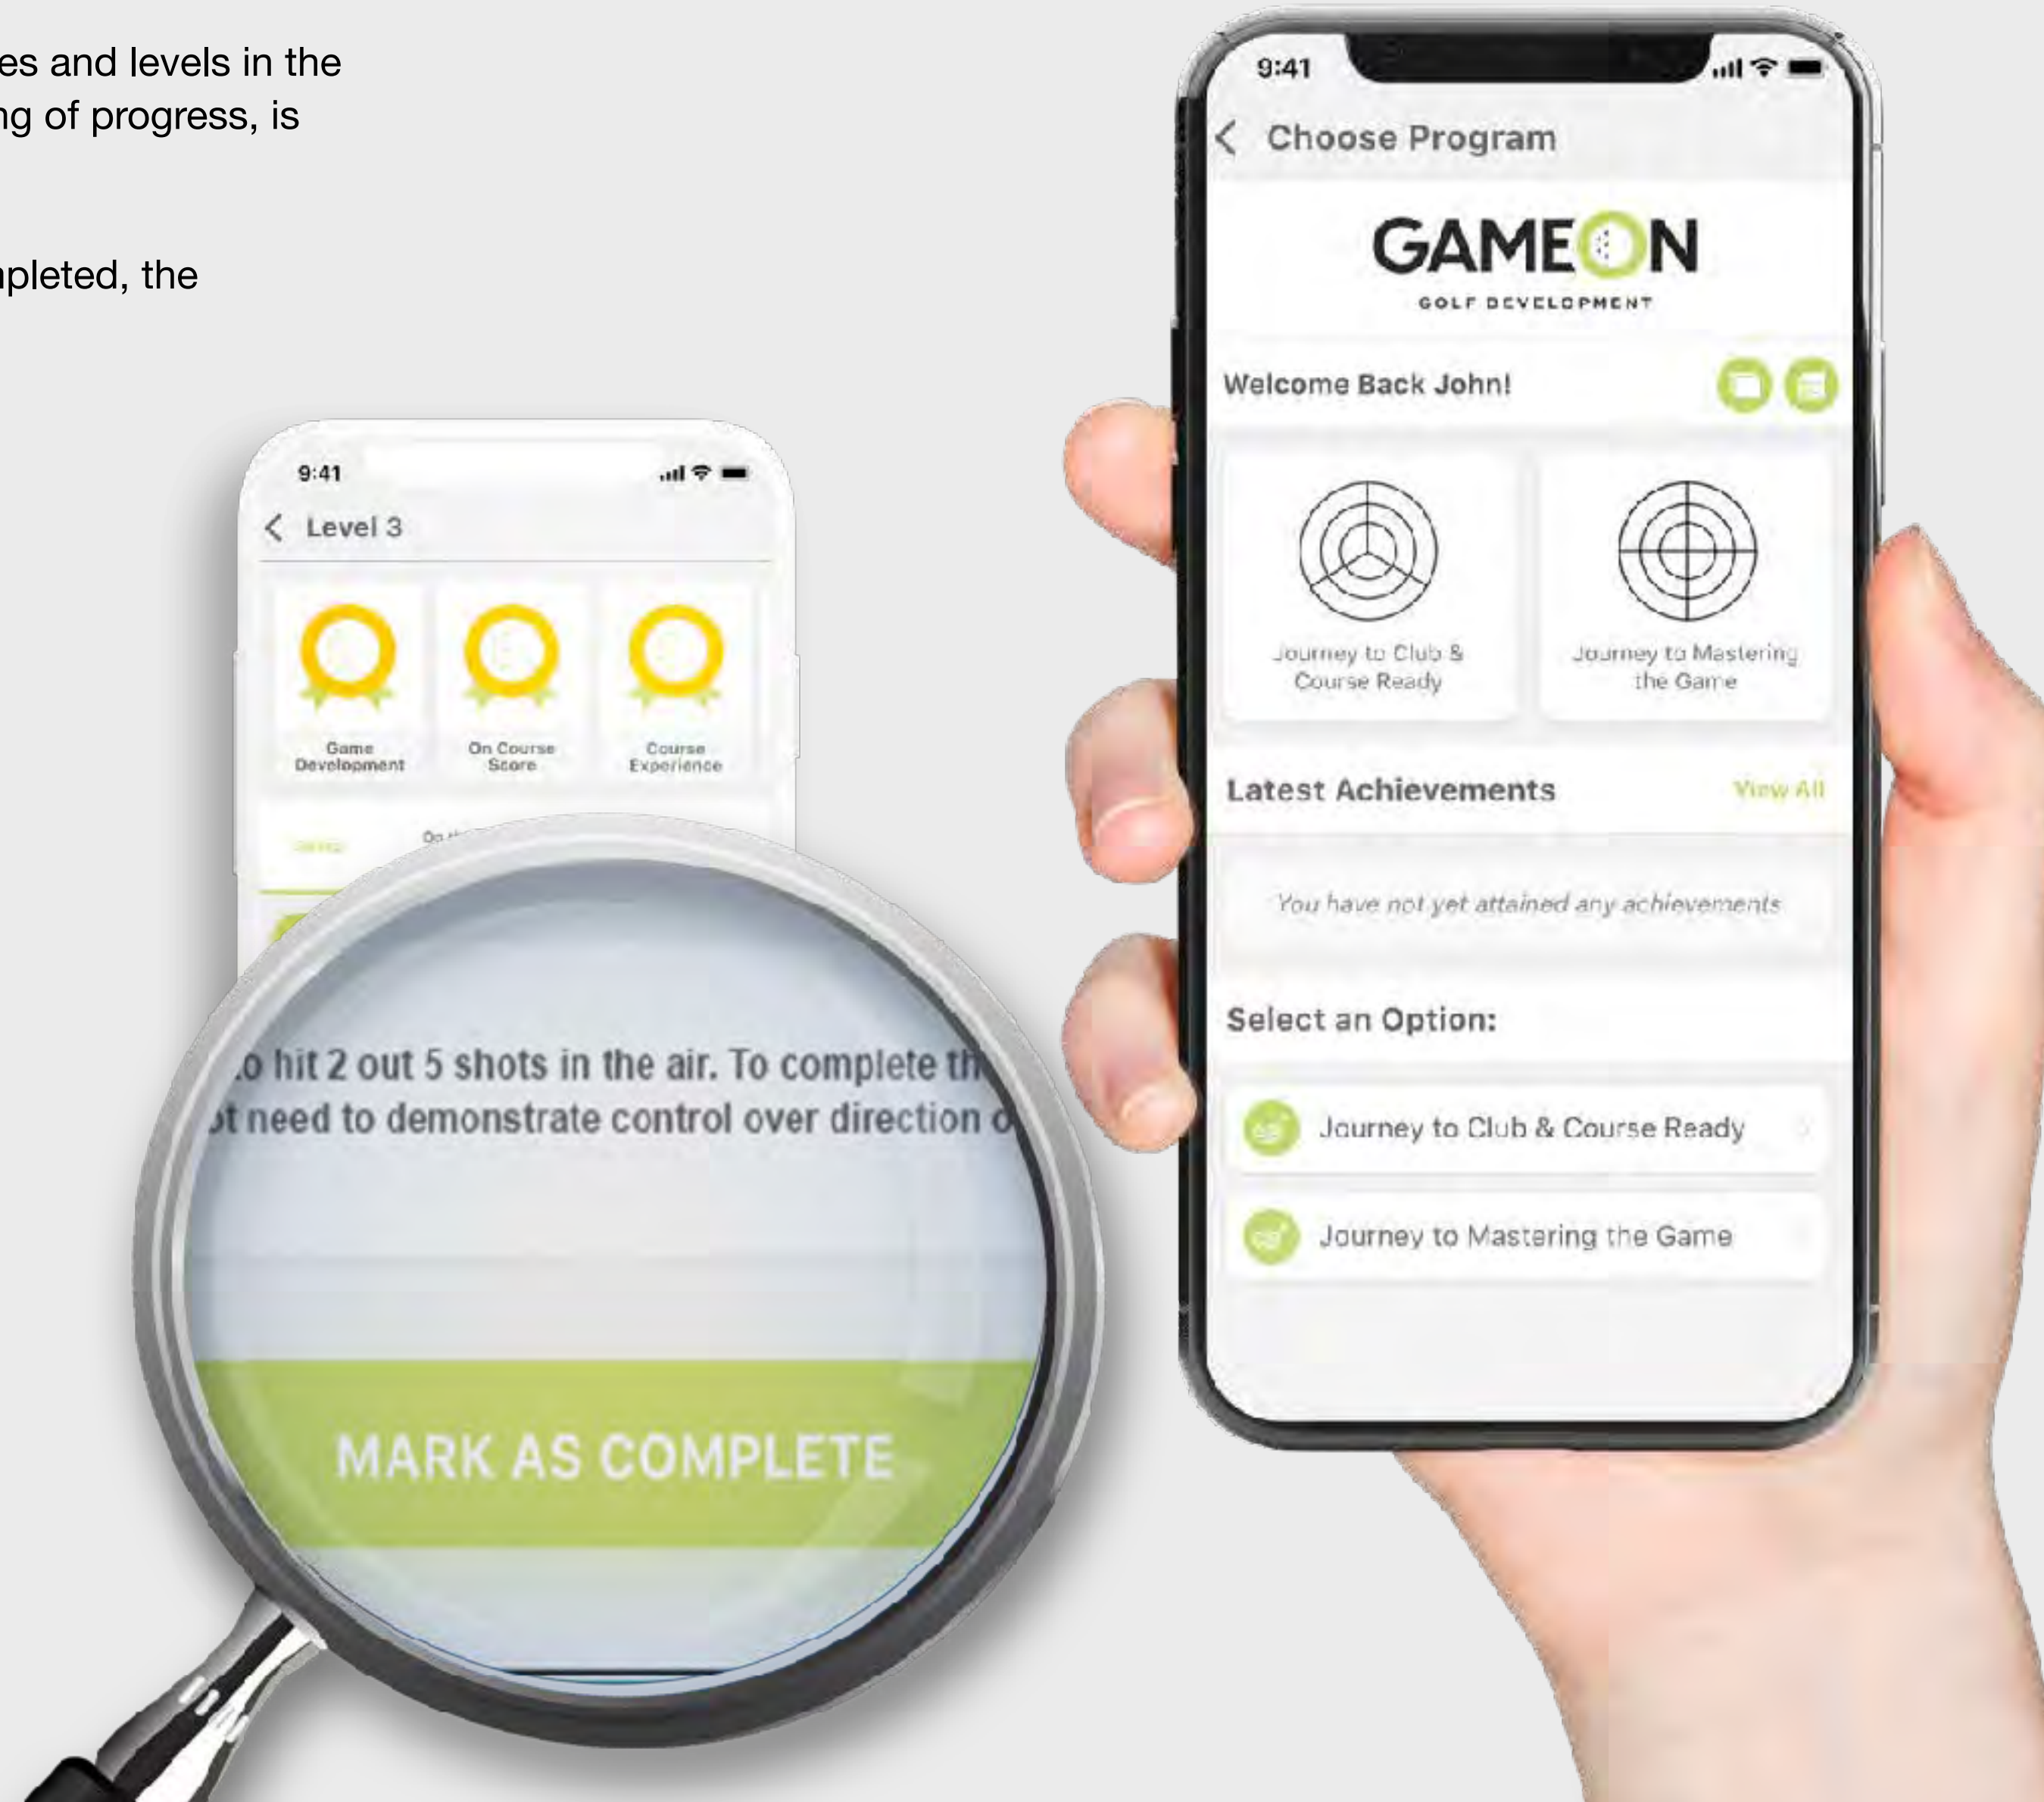 es and levels in the
ng of progress, is
npleted, the
9:41
Level 3
Game
Development
On Course
Score
Course
Experience
o hit 2 out 5 shots in the air. To complete th
ot need to demonstrate control over direction o
MARK AS COMPLETE
9:41
Choose Program
GAMEON
GOLF DEVELOPMENT
Welcome Back John!
Journey to Club &
Course Ready
Journey to Mastering
the Game
Latest Achievements
View All
You have not yet attained any achievements
Select an Option:
Journey to Club & Course Ready
Journey to Mastering the Game